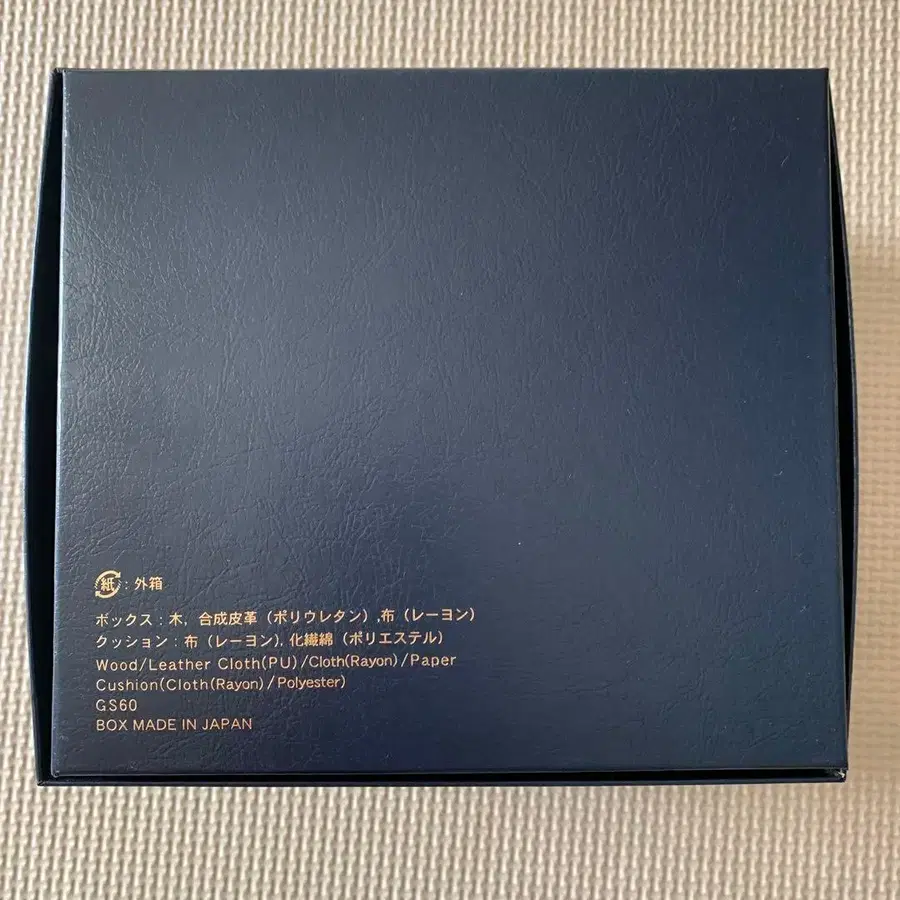 紙：外箱
ボックス：木，合成皮革（ポリウレタン）,布（レーヨン）
クッション：布（レーヨン）, 化繊綿（ポリエステル）
Wood/Leather Cloth(PU)/Cloth(Rayon)/Paper
Cushion(Cloth(Rayon)/Polyester)
GS60
BOX MADE IN JAPAN